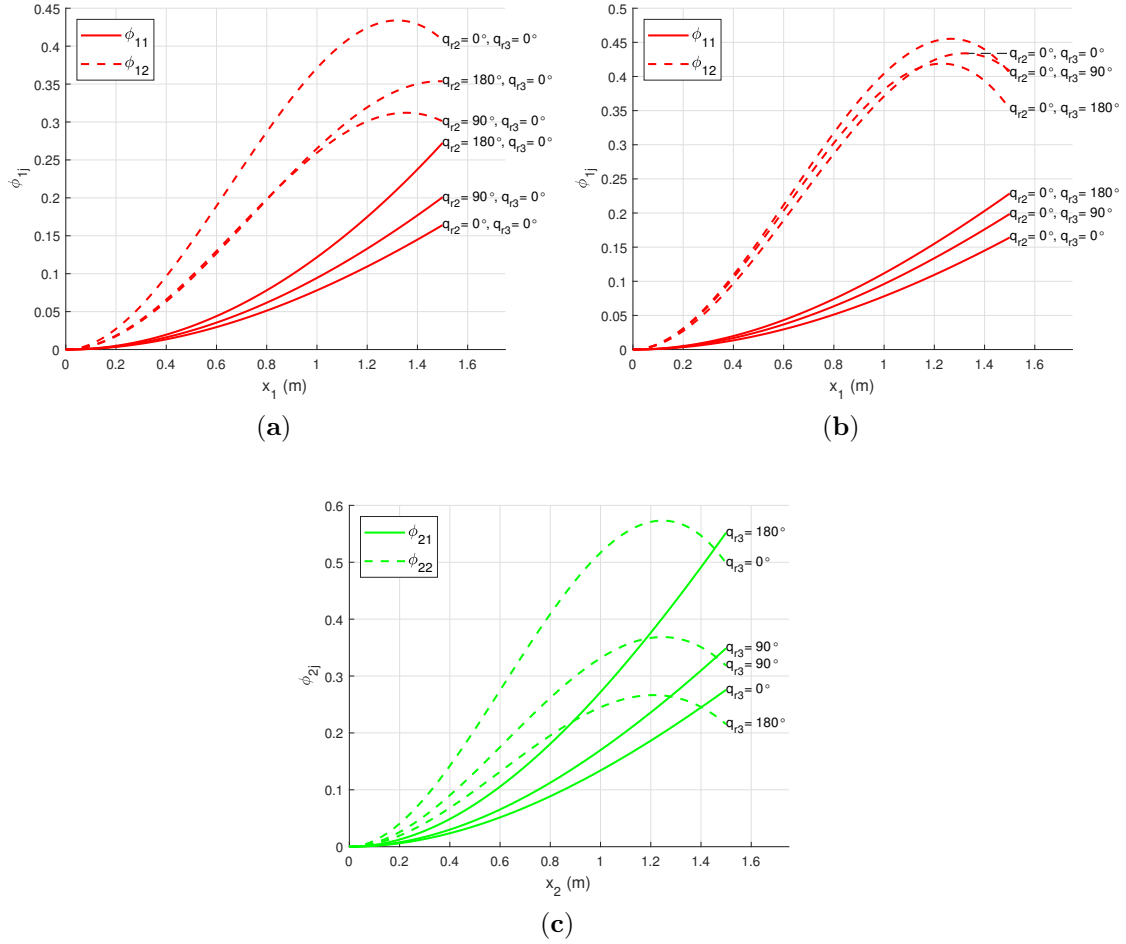 0.45
0.4
0.35
0.3
0.25
0.2
0.15
0.1
0.05
0
ϕ1j
ϕ11
ϕ12
qr2= 0°, qr3= 0°
qr2= 180°, qr3= 0°
qr2= 90°, qr3= 0°
qr2= 180°, qr3= 0°
qr2= 90°, qr3= 0°
qr2= 0°, qr3= 0°
0 0.2 0.4 0.6 0.8 1 1.2 1.4 1.6
x1 (m)
(a)
0.5
0.45
0.4
0.35
0.3
0.25
0.2
0.15
0.1
0.05
0
ϕ1j
ϕ11
ϕ12
qr2= 0°, qr3= 0°
qr2= 0°, qr3= 90°
qr2= 0°, qr3= 180°
qr2= 0°, qr3= 180°
qr2= 0°, qr3= 90°
qr2= 0°, qr3= 0°
0 0.2 0.4 0.6 0.8 1 1.2 1.4 1.6
x1 (m)
(b)
0.6
0.5
0.4
0.3
0.2
0.1
0
ϕ2j
ϕ21
ϕ22
qr3= 180°
qr3= 0°
qr3= 90°
qr3= 90°
qr3= 0°
qr3= 180°
0 0.2 0.4 0.6 0.8 1 1.2 1.4 1.6
x2 (m)
(c)